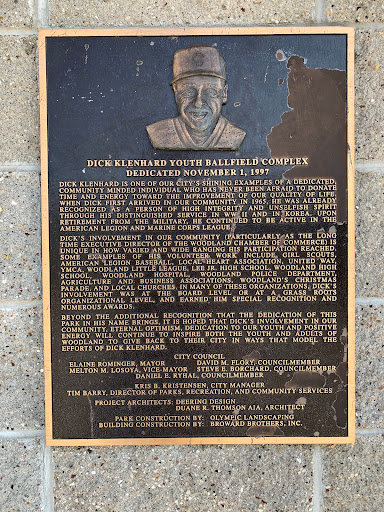 DICK KLENHARD YOUTH BALLFIELD COMPLEX
DEDICATED NOVEMBER 1, 1997
DICK KLENHARD IS ONE OF OUR CITY'S SHINING EXAMPLES OF A DEDICATED,
COMMUNITY MINDED INDIVIDUAL WHO HAS NEVER BEEN AFRAID TO DONATE
TIME AND ENERGY TOWARD THE IMPROVEMENT OF OUR QUALITY OF LIFE.
WHEN DICK FIRST ARRIVED IN OUR COMMUNITY IN 1965, HE WAS ALREADY
RECOGNIZED AS THE MAN OF HIGH INTEGRITY AND UNSELFISH SPIRIT
THROUGH HIS DISTINGUISHED SERVICE IN WW II AND IN KOREA. UPON
RETIREMENT FROM THE MILITARY, HE CONTINUED TO BE ACTIVE IN THE
AMERICAN LEGION AND MARINE CORPS LEAGUE.
DICK'S INVOLVEMENT IN OUR COMMUNITY (PARTICULARLY AS THE LONG
TIME EXECUTIVE DIRECTOR OF THE WOODLAND CHAMBER OF COMMERCE) IS
UNIQUE IN HOW VARIED AND WIDE RANGING HIS PARTICIPATION REACHED.
SOME EXAMPLES OF HIS VOLUNTEER WORK INCLUDE, GIRL SCOUTS,
AMERICAN LEGION BASEBALL, LOCAL HEART ASSOCIATION, UNITED WAY,
YMCA, WOODLAND LITTLE LEAGUE, LEE JR. HIGH SCHOOL, WOODLAND HIGH
SCHOOL, WOODLAND HOSPITAL, WOODLAND POLICE DEPARTMENT,
AGRICULTURE AND BUSINESS ASSOCIATIONS, WOODLAND'S CHRISTMAS
PARADE, AND LOCAL CHURCHES. IN MANY OF THESE ORGANIZATIONS, DICK'S
INVOLVEMENT WAS AT THE BOARD LEVEL OR AT A GRASS ROOTS
ORGANIZATIONAL LEVEL, AND EARNED HIM SPECIAL RECOGNITION AND
NUMEROUS AWARDS.
BEYOND THE ADDITIONAL RECOGNITION THAT THE DEDICATION OF THIS
PARK IN HIS NAME BRINGS, IT IS HOPED THAT DICK'S INVOLVEMENT IN OUR
COMMUNITY, ETERNAL OPTIMISM, DEDICATION TO OUR YOUTH AND POSITIVE
ENERGY WILL CONTINUE TO INSPIRE BOTH THE YOUTH AND ADULTS OF
WOODLAND TO GIVE BACK TO THEIR CITY IN WAYS THAT MODEL THE
EFFORTS OF DICK KLENHARD.
CITY COUNCIL
ELAINE ROMINGER, MAYOR DAVID M. FLORY, COUNCILMEMBER
MELTON M. LOSOYA, VICE-MAYOR STEVE E. BORCHARD, COUNCILMEMBER
DANIEL E. RYHAL, COUNCILMEMBER
KRIS B. KRISTENSEN, CITY MANAGER
TIM BARRY, DIRECTOR OF PARKS, RECREATION, AND COMMUNITY SERVICES
PROJECT ARCHITECTS: DEERING DESIGN
DUANE R. THOMSON AIA, ARCHITECT
PARK CONSTRUCTION BY: OLYMPIC LANDSCAPING
BUILDING CONSTRUCTION BY: BROWARD BROTHERS, INC.